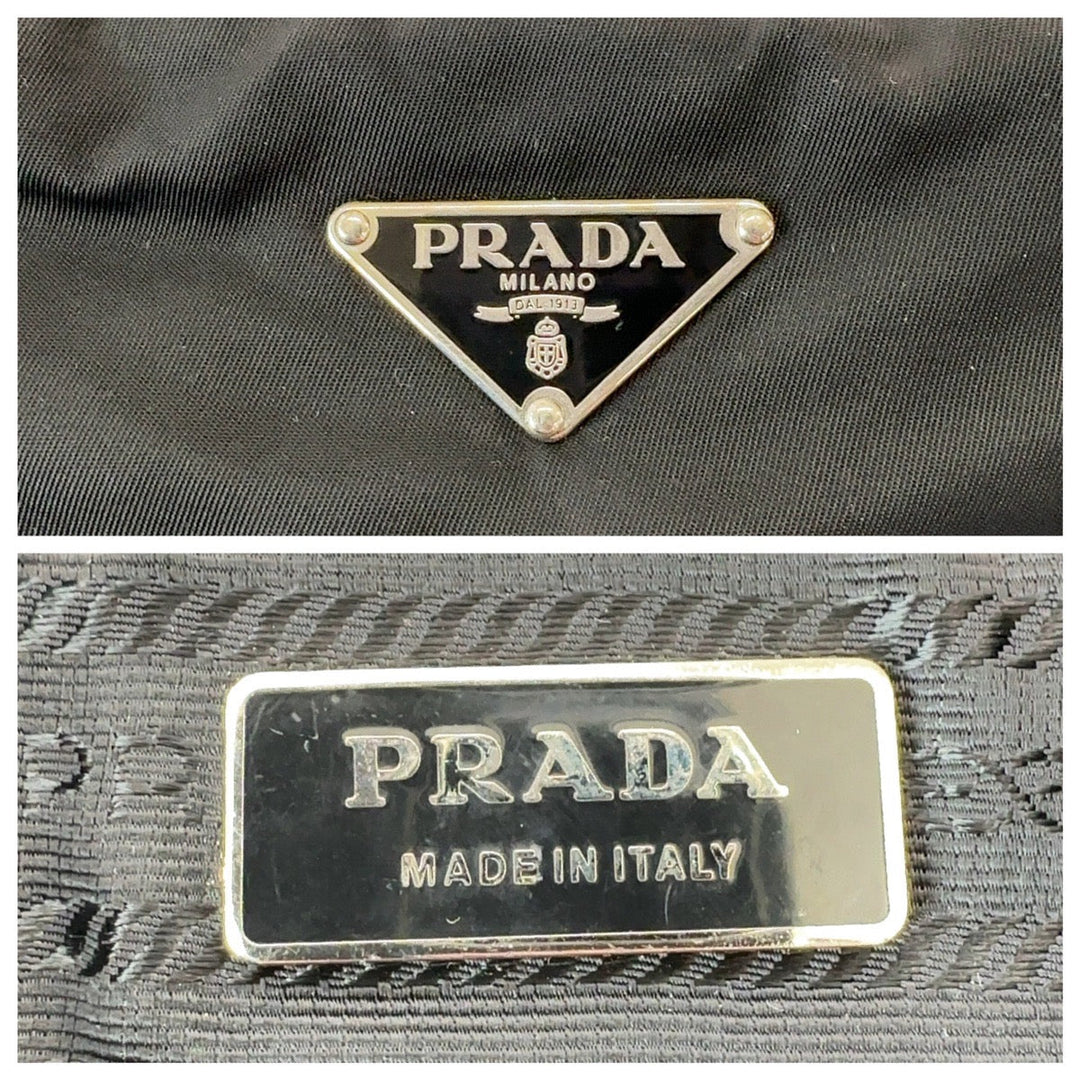 PRADA
MILANO
DAL 1913
PRADA
MADE IN ITALY